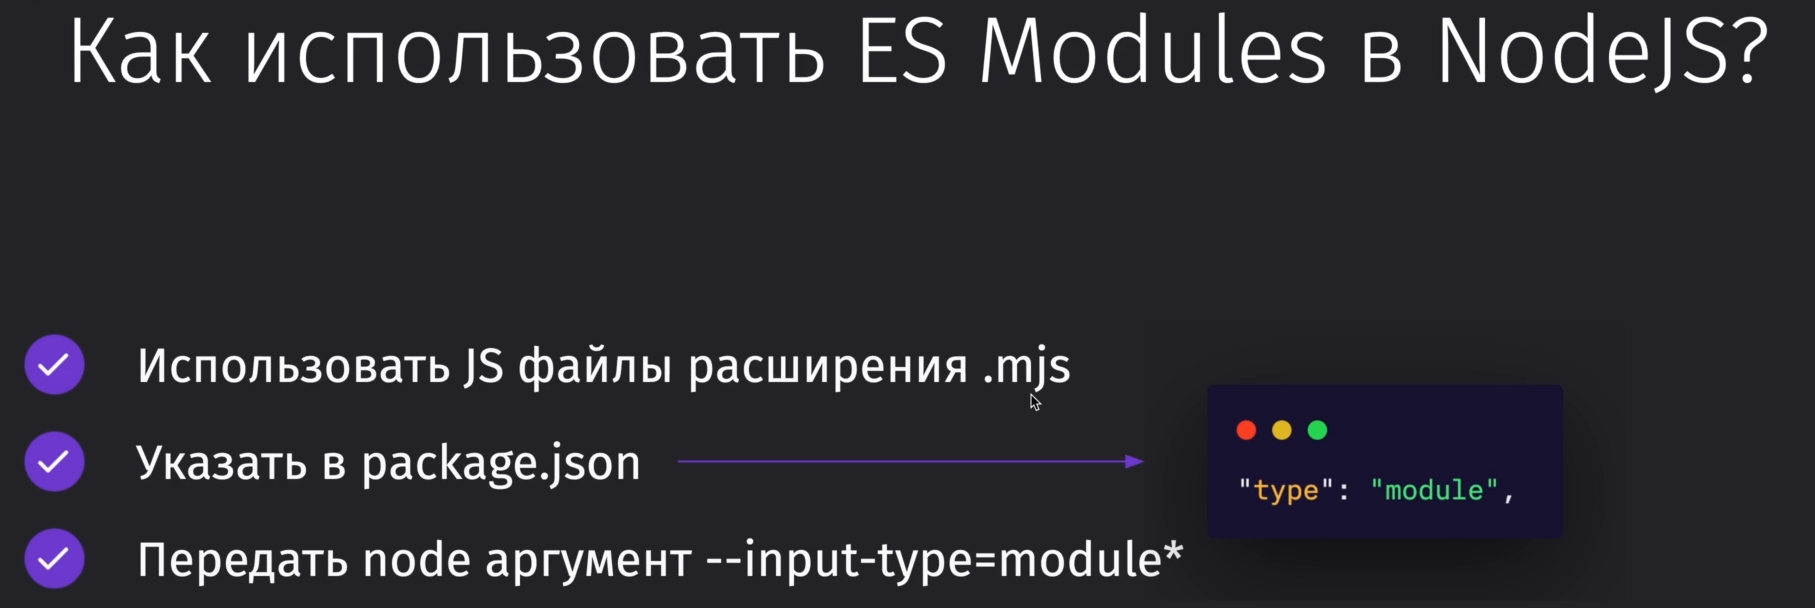 Как использовать ES Modules в NodeJS?
Использовать JS файлы расширения .mjs
Указать в package.json
"type": "module",
Передать node аргумент --input-type=module*